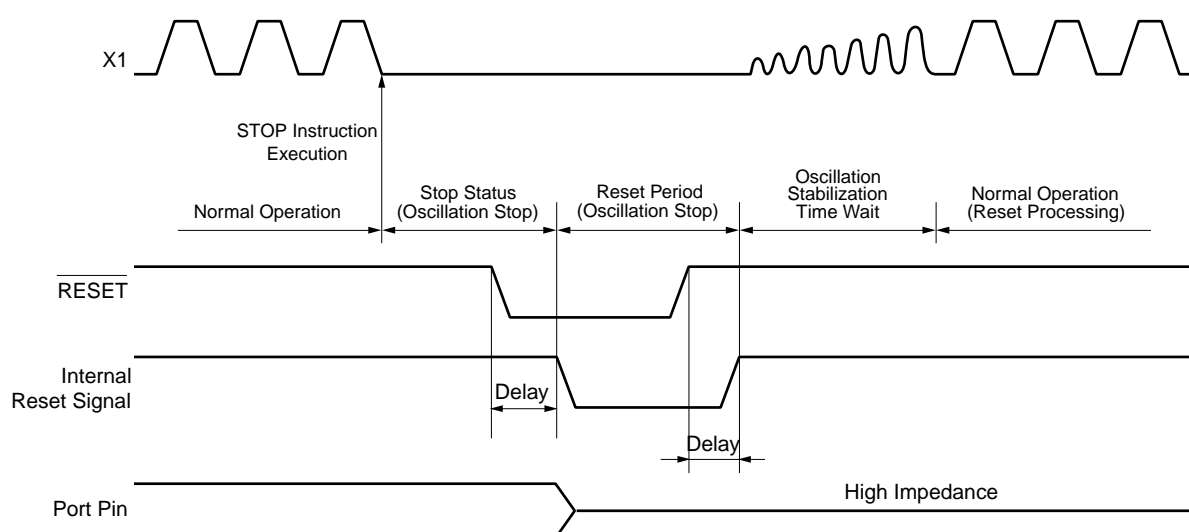 X1
STOP Instruction
Execution
Normal Operation
Stop Status
(Oscillation Stop)
Reset Period
(Oscillation Stop)
Oscillation
Stabilization
Time Wait
Normal Operation
(Reset Processing)
RESET
Internal
Reset Signal
Delay
Delay
Port Pin
High Impedance